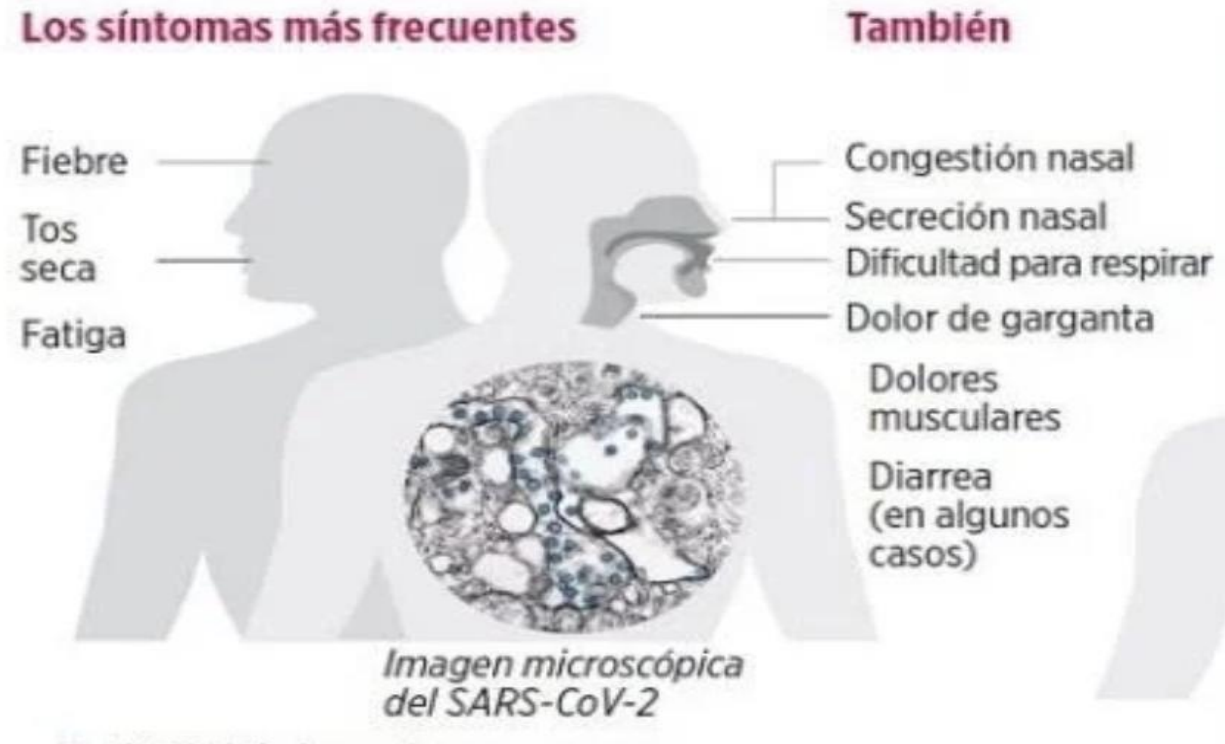 Los síntomas más frecuentes
Fiebre
Tos
seca
Fatiga
También
Congestión nasal
Secreción nasal
Dificultad para respirar
Dolor de garganta
Dolores
musculares
Diarrea
(en algunos
casos)
Imagen microscópica
del SARS-CoV-2